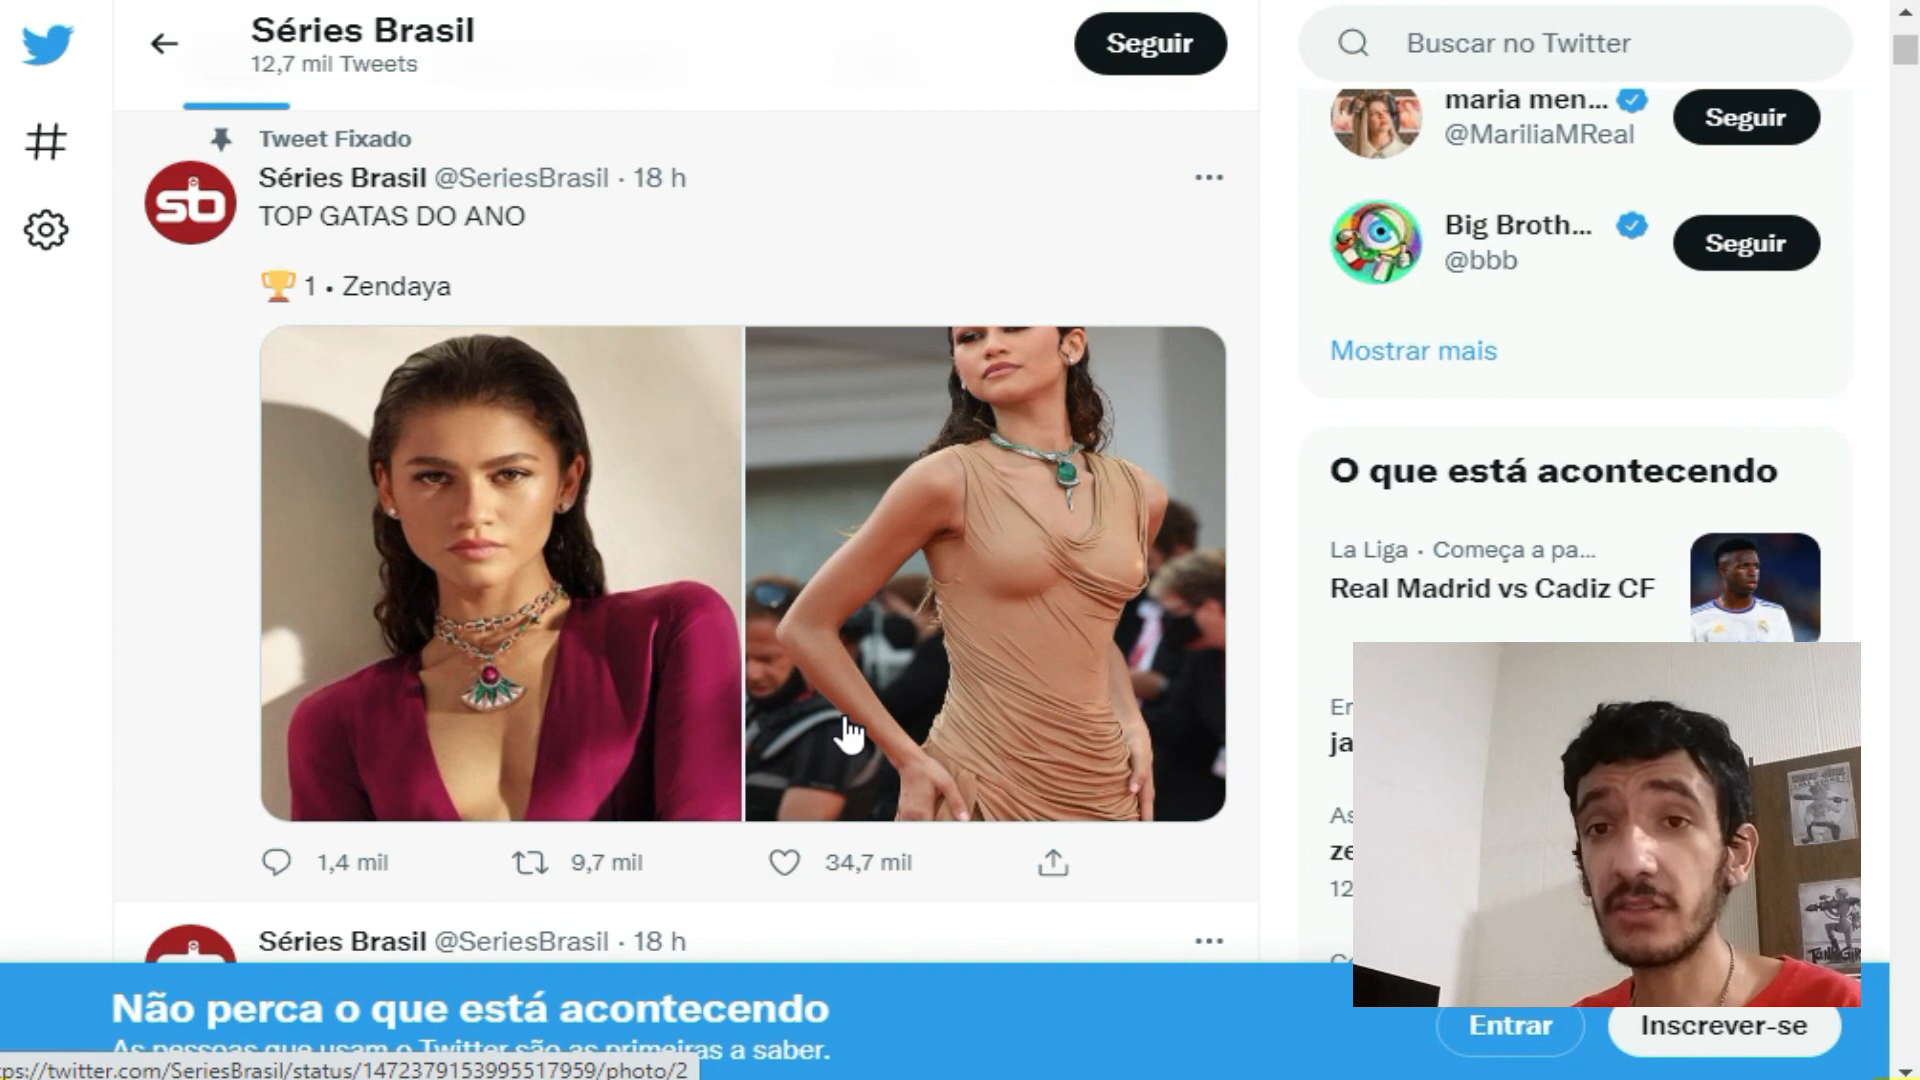 Séries Brasil
12,7 mil Tweets
Seguir
Buscar no Twitter
maria men...
@MariliaMReal
Seguir
Big Broth...
@bbb
Seguir
Mostrar mais
Tweet Fixado
Séries Brasil @SeriesBrasil · 18 h
sb
TOP GATAS DO ANO
🏆 1 • Zendaya
1,4 mil
9,7 mil
34,7 mil
Séries Brasil @SeriesBrasil · 18 h
O que está acontecendo
La Liga · Começa a pa...
Real Madrid vs Cadiz CF
ja
ze
12
Não perca o que está acontecendo
As pessoas que usam o Twitter são as primeiras a saber.
Entrar
Inscrever-se
ps://twitter.com/SeriesBrasil/status/1472379153995517959/photo/2